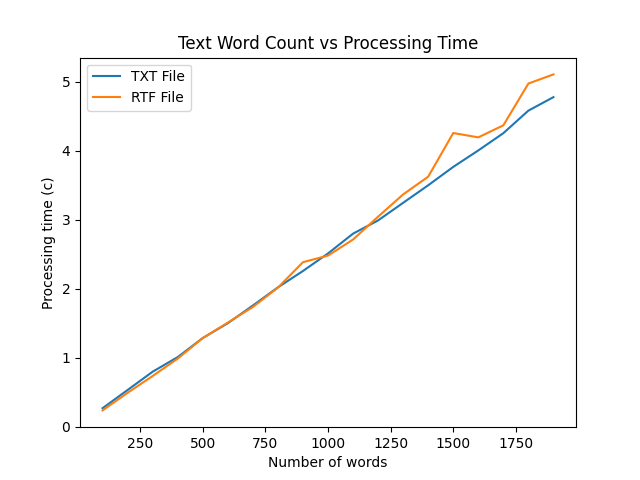 Text Word Count vs Processing Time
TXT File
RTF File
5
4
3
2
1
0
Processing time (c)
250 500 750 1000 1250 1500 1750
Number of words